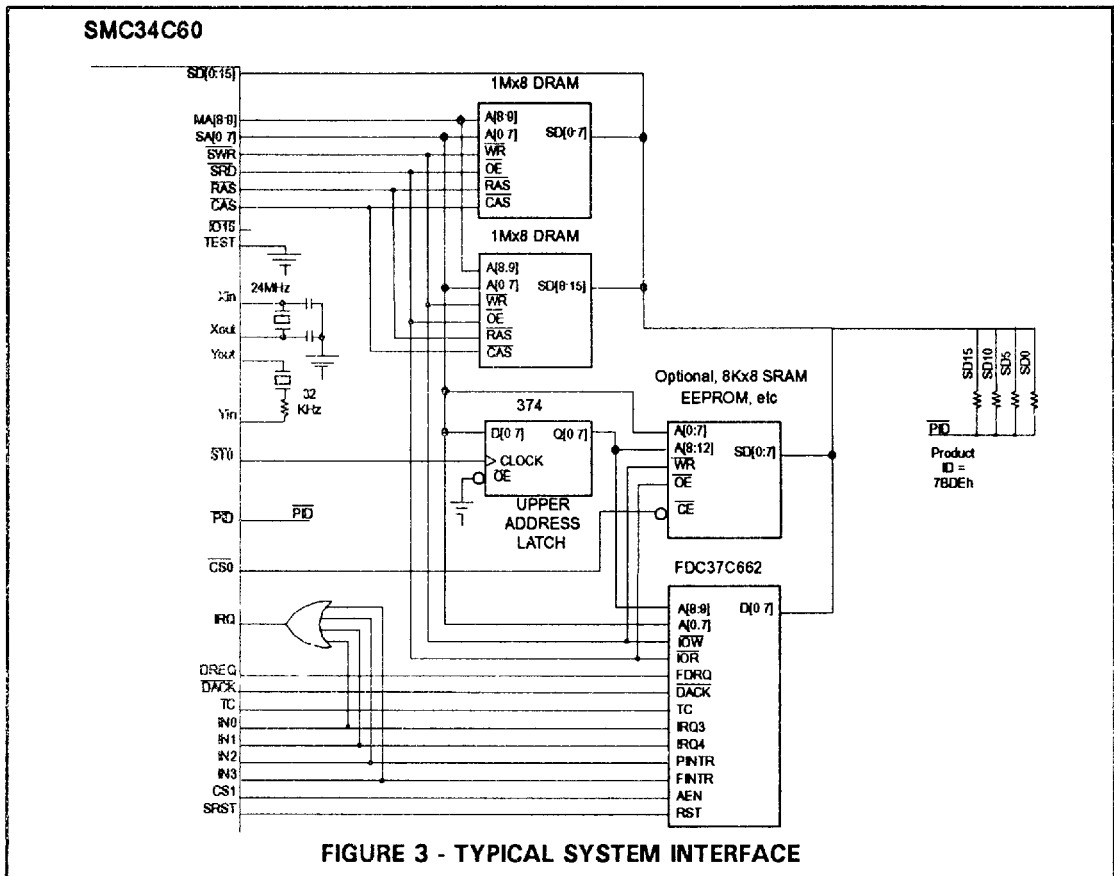 SMC34C60
SD[0:15]
MA[8:9]
SA[0 7]
SWR
SRD
RAS
CAS
IO16
TEST
24MHz
Xin
Xout
Yout
32
KHz
Yin
ST0
PID
PID
CS0
IRQ
DREQ
DACK
TC
IN0
IN1
IN2
IN3
CS1
SRST
1Mx8 DRAM
A[8:9]
A[0 7]
WR
OE
RAS
CAS
SD[0:7]
1Mx8 DRAM
A[8:9]
A[0 7]
WR
OE
RAS
CAS
SD[8:15]
374
D[0 7]
Q[0 7]
CLOCK
OE
UPPER
ADDRESS
LATCH
Optional, 8Kx8 SRAM
EEPROM, etc
A[0:7]
A[8:12]
WR
OE
CE
SD[0:7]
FDC37C662
A[8:9]
A[0.7]
IOW
IOR
FDRQ
DACK
TC
IRQ3
IRQ4
PINTR
FINTR
AEN
RST
D[0 7]
SD15
SD10
SD5
SD0
PID
Product
ID =
7BDEh
FIGURE 3 - TYPICAL SYSTEM INTERFACE